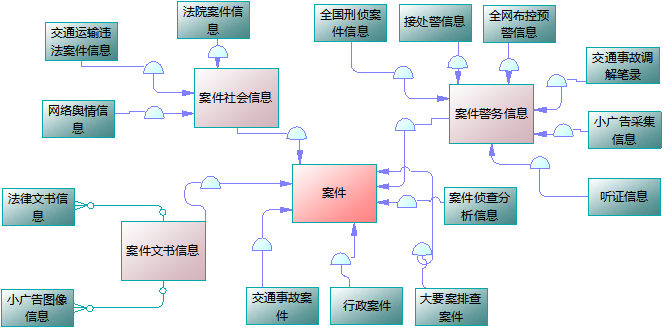 法院案件信
息
全国刑侦案
件信息
接处警信息
全网布控预
警信息
交通运输违
法案件信息
交通事故调
解笔录
案件社会信息
网络舆情信
息
案件警务信息
小广告采集
信息
案件
听证信息
法律文书信
息
案件侦查分
析信息
案件文书信息
小广告图像
信息
交通事故案
件
行政案件
大要案排查
案件